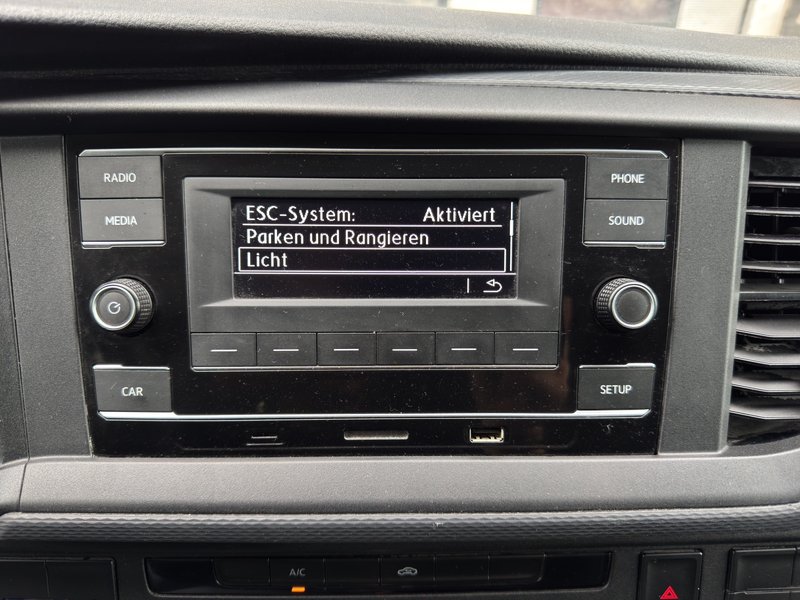 RADIO
PHONE
MEDIA
SOUND
ESC-System: Aktiviert
Parken und Rangieren
Licht
CAR
SETUP
A/C